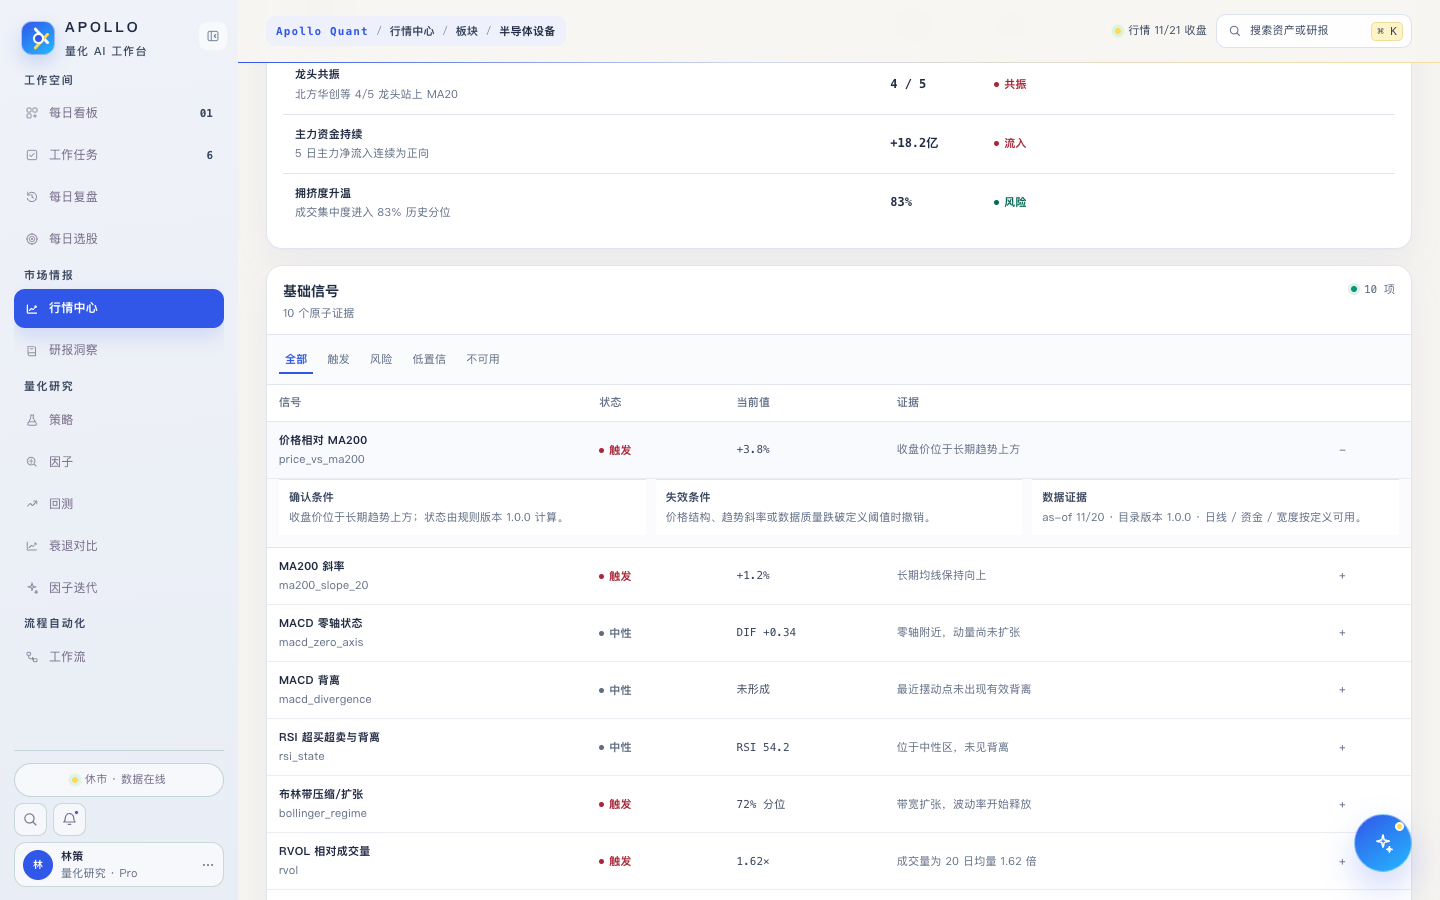 APOLLO
量化 AI 工作台
工作空间
每日看板 01
工作任务 6
每日复盘
每日选股
市场情报
行情中心
研报洞察
量化研究
策略
因子
回测
衰退对比
因子迭代
流程自动化
工作流
休市 · 数据在线
林
林策
量化研究 · Pro
Apollo Quant / 行情中心 / 板块 / 半导体设备
行情 11/21 收盘
搜索资产或研报 ⌘ K
龙头共振
北方华创等 4/5 龙头站上 MA20
4 / 5
共振
主力资金持续
5 日主力净流入连续为正向
+18.2亿
流入
拥挤度升温
成交集中度进入 83% 历史分位
83%
风险
基础信号
10 个原子证据
10 项
全部 触发 风险 低置信 不可用
信号 状态 当前值 证据
价格相对 MA200
price_vs_ma200
触发
+3.8%
收盘价位于长期趋势上方
−
确认条件
收盘价位于长期趋势上方；状态由规则版本 1.0.0 计算。
失效条件
价格结构、趋势斜率或数据质量跌破定义阈值时撤销。
数据证据
as-of 11/20 · 目录版本 1.0.0 · 日线 / 资金 / 宽度按定义可用。
MA200 斜率
ma200_slope_20
触发
+1.2%
长期均线保持向上
+
MACD 零轴状态
macd_zero_axis
中性
DIF +0.34
零轴附近，动量尚未扩张
+
MACD 背离
macd_divergence
中性
未形成
最近摆动点未出现有效背离
+
RSI 超买超卖与背离
rsi_state
中性
RSI 54.2
位于中性区，未见背离
+
布林带压缩/扩张
bollinger_regime
触发
72% 分位
带宽扩张，波动率开始释放
+
RVOL 相对成交量
rvol
触发
1.62×
成交量为 20 日均量 1.62 倍
+